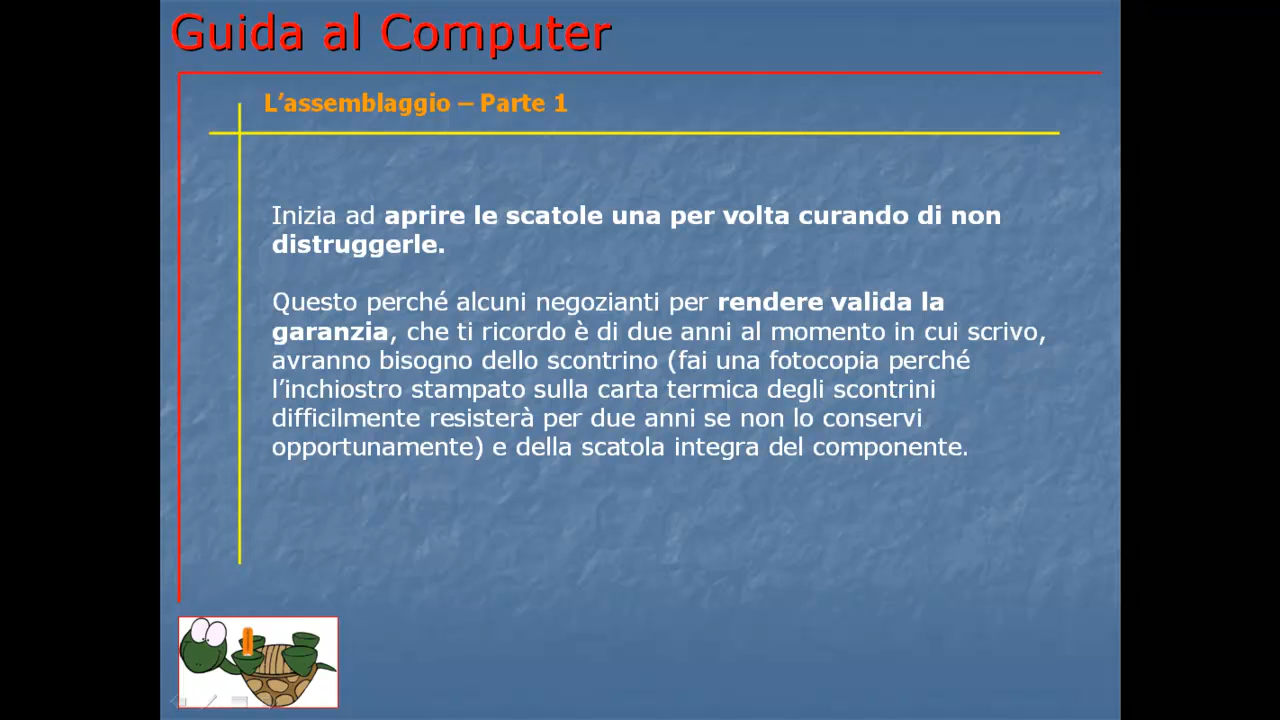 Guida al Computer
L’assemblaggio – Parte 1
Inizia ad aprire le scatole una per volta curando di non
distruggerle.
Questo perché alcuni negozianti per rendere valida la
garanzia, che ti ricordo è di due anni al momento in cui scrivo,
avranno bisogno dello scontrino (fai una fotocopia perché
l’inchiostro stampato sulla carta termica degli scontrini
difficilmente resisterà per due anni se non lo conservi
opportunamente) e della scatola integra del componente.